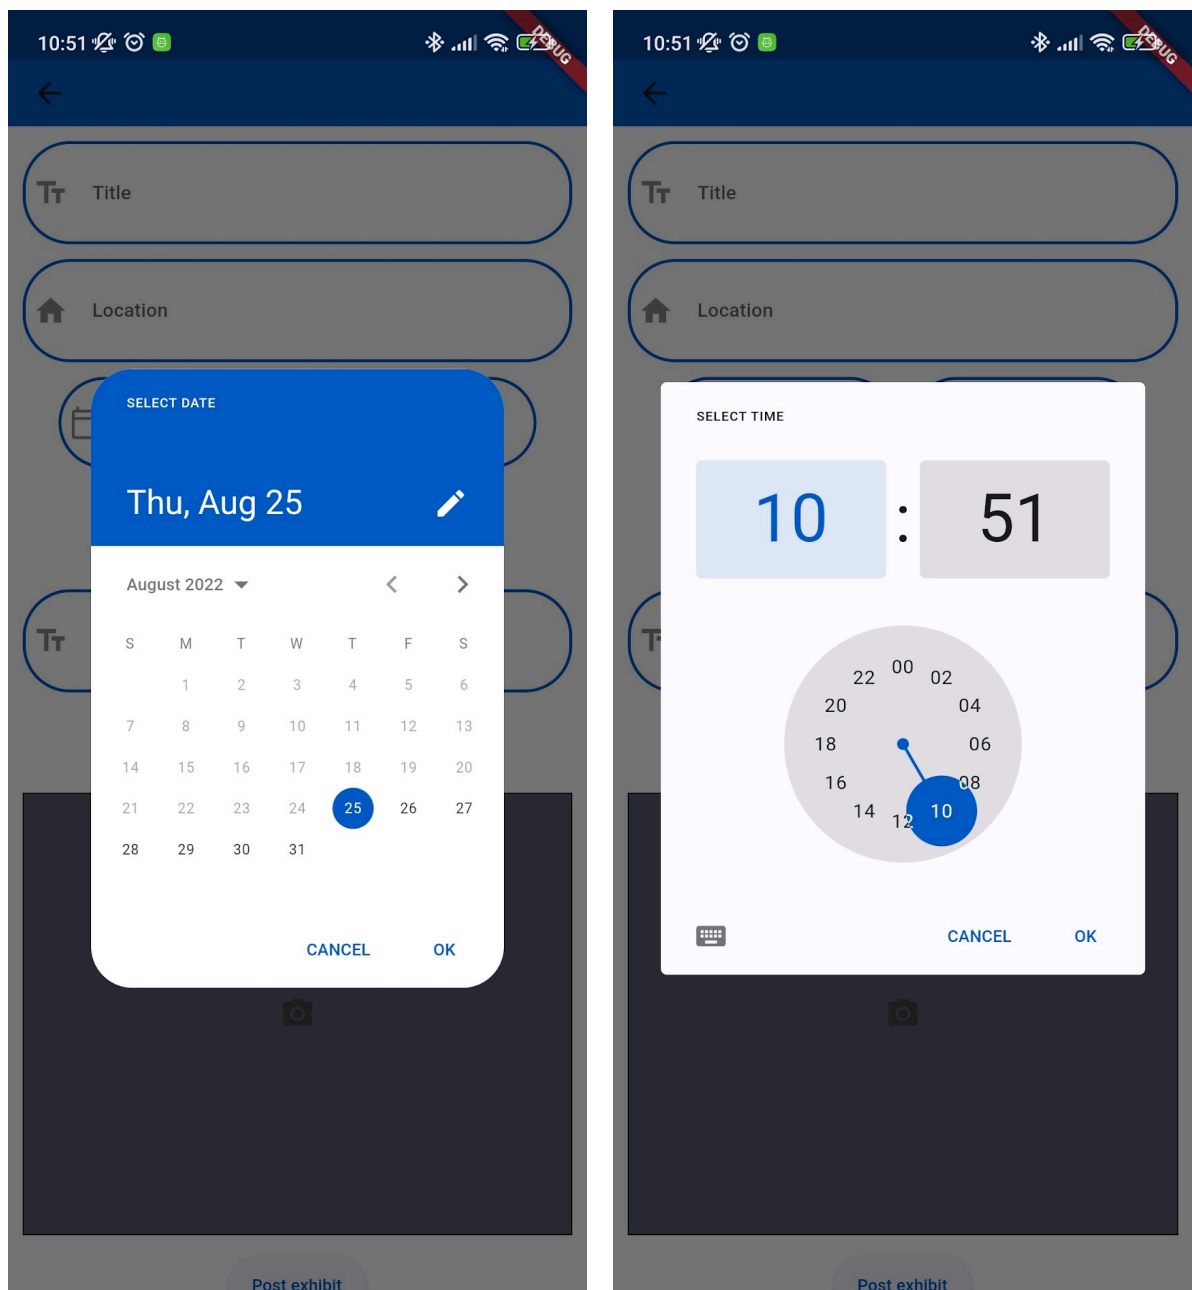 10:51
DEBUG
Title
Location
SELECT DATE
Thu, Aug 25
August 2022
S M T W T F S
1 2 3 4 5 6
7 8 9 10 11 12 13
14 15 16 17 18 19 20
21 22 23 24 25 26 27
28 29 30 31
CANCEL OK
Post exhibit
10:51
DEBUG
Title
Location
SELECT TIME
10 : 51
00
22 02
20 04
18 06
16 08
14 10
12
CANCEL OK
Post exhibit